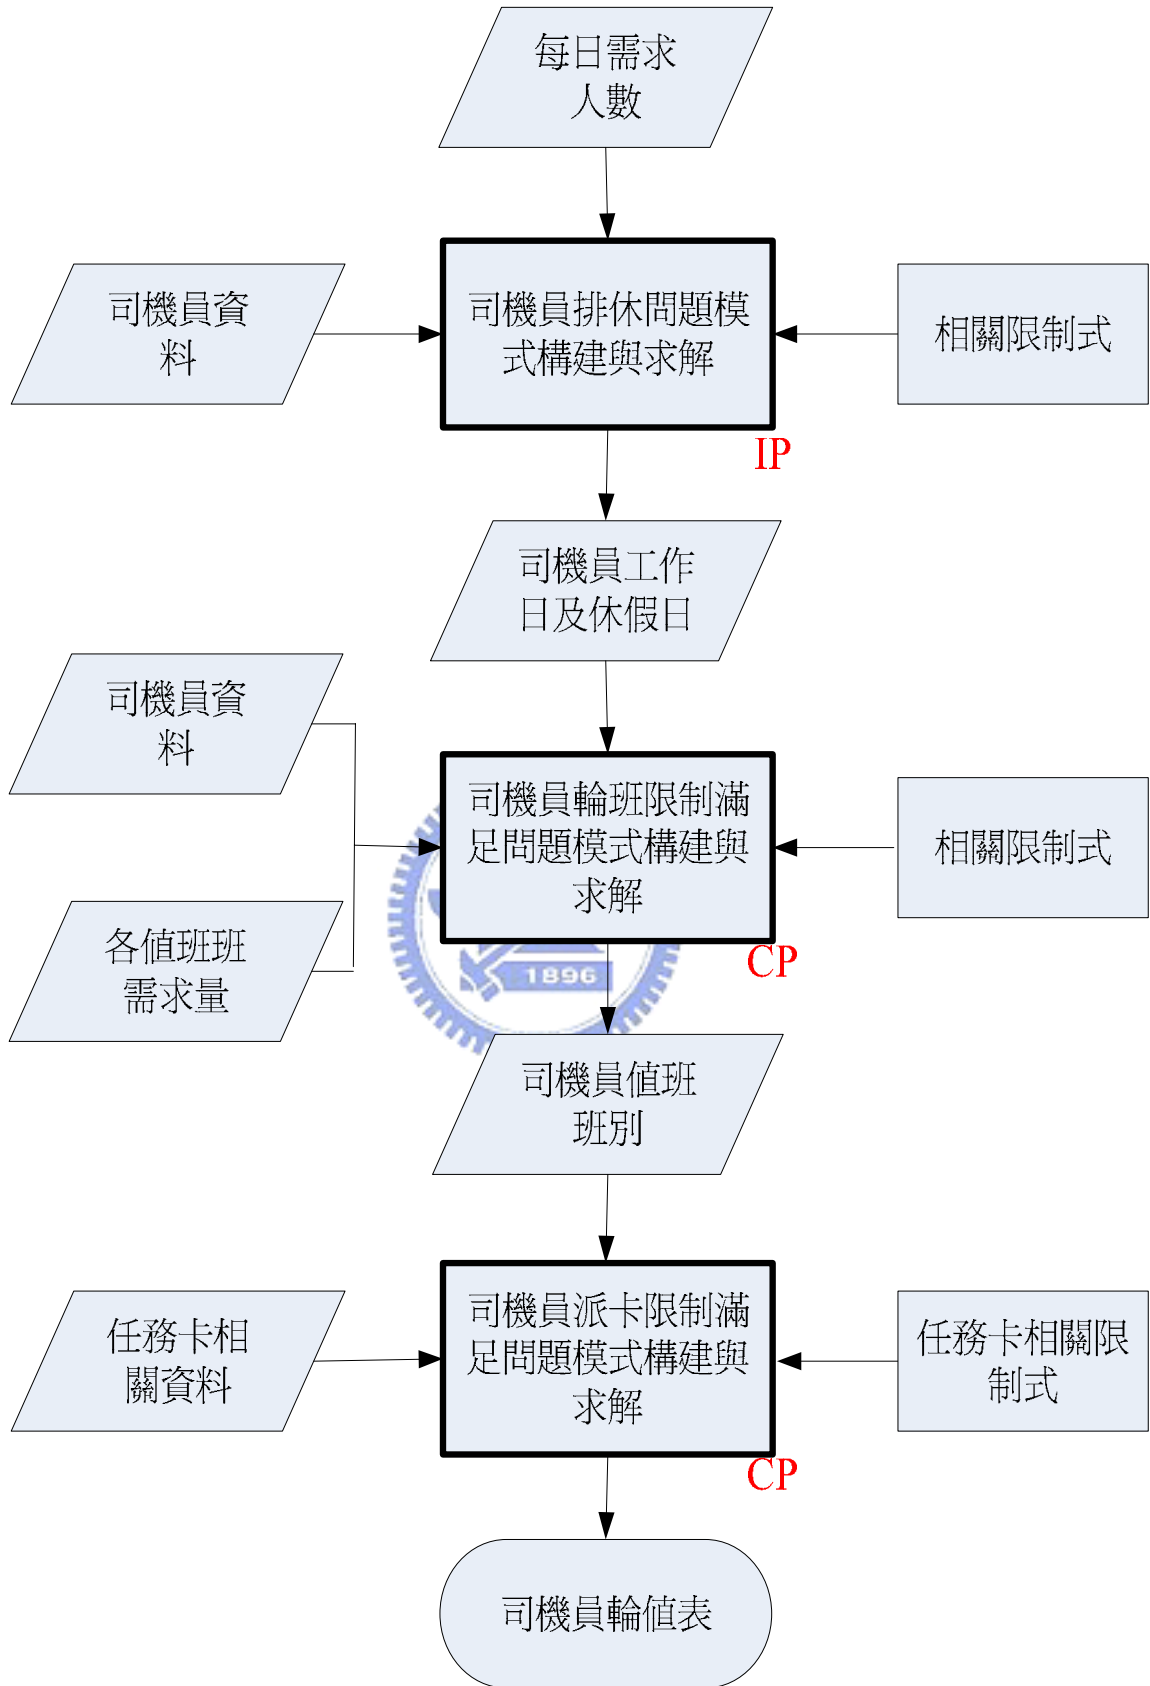 每日需求
人數
司機員資
料
司機員排休問題模
式構建與求解
相關限制式
IP
司機員工作
日及休假日
司機員資
料
司機員輪班限制滿
足問題模式構建與
求解
相關限制式
各值班班
需求量
CP
1896
司機員值班
班別
任務卡相
關資料
司機員派卡限制滿
足問題模式構建與
求解
任務卡相關限
制式
CP
司機員輪值表